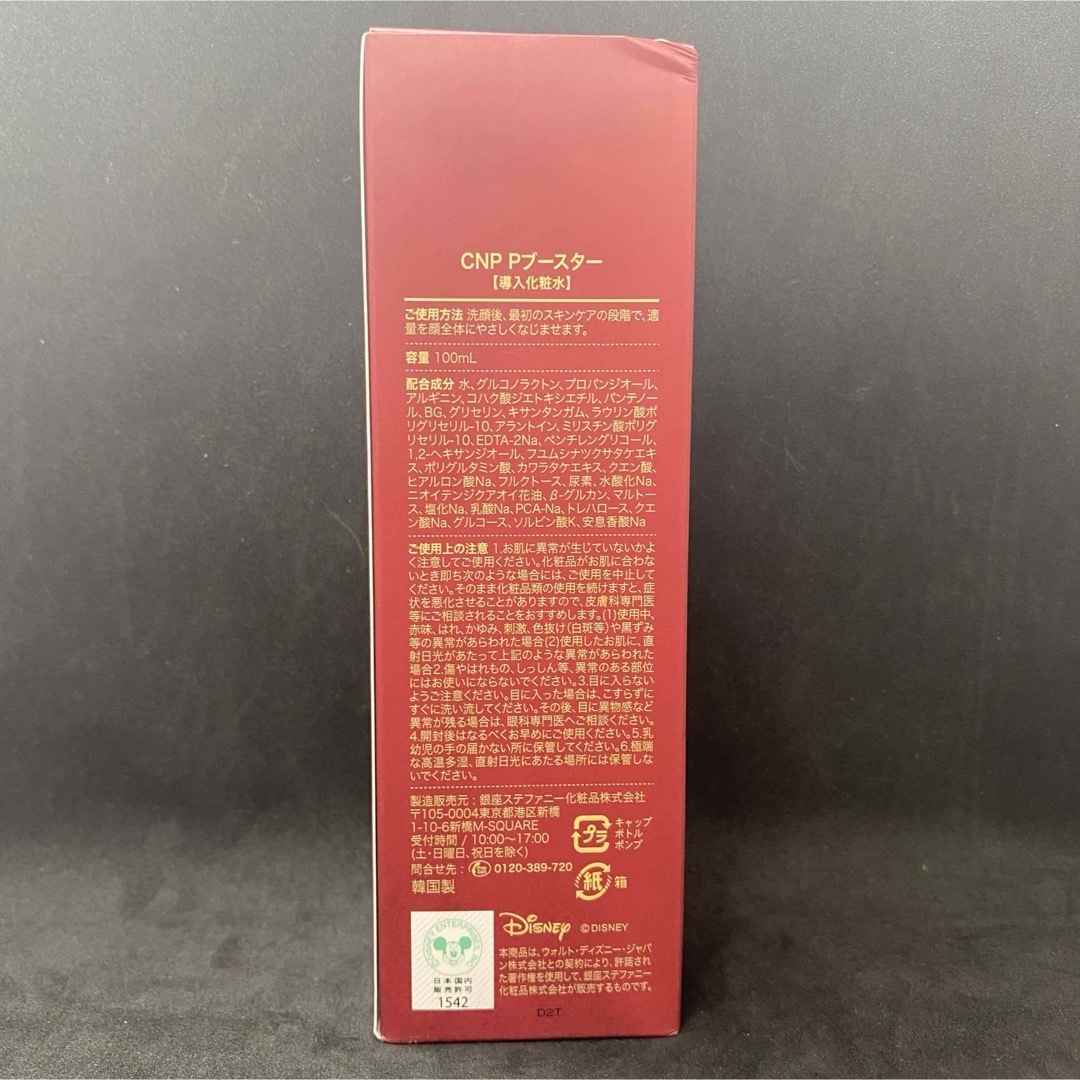 CNP Pブースター
【導入化粧水】
ご使用方法 洗顔後、最初のスキンケアの段階で、適
量を顔全体にやさしくなじませます。
容量 100mL
配合成分 水、グルコノラクトン、プロパンジオール、
アルギニン、コハク酸ジエトキシエチル、パンテノー
ル、BG、グリセリン、キサンタンガム、ラウリン酸ポ
リグリセリル-10、アラントイン、ミリスチン酸ポリグ
リセリル-10、EDTA-2Na、ペンチレングリコール、
1,2-ヘキサンジオール、フユムシナツクサタケエキ
ス、ポリグルタミン酸、カワラタケエキス、クエン酸、
ヒアルロン酸Na、フルクトース、尿素、水酸化Na、
ニオイテンジクアオイ花油、β-グルカン、マルトー
ス、塩化Na、乳酸Na、PCA-Na、トレハロース、クエ
ン酸Na、グルコース、ソルビン酸K、安息香酸Na
ご使用上の注意 1.お肌に異常が生じていないかよ
く注意してご使用ください。化粧品がお肌に合わな
いとき即ち次のような場合には、ご使用を中止して
ください。そのまま化粧品類の使用を続けますと、症
状を悪化させることがありますので、皮膚科専門医
等にご相談されることをおすすめします。(1)使用中、
赤味、はれ、かゆみ、刺激、色抜け(白斑等)や黒ずみ
等の異常があらわれた場合(2)使用したお肌に、直
射日光があたって上記のような異常があらわれた
場合2.傷やはれもの、しっしん等、異常のある部位
にはお使いにならないでください。3.目に入らない
ようご注意ください。目に入った場合は、こすらずに
すぐに洗い流してください。その後、目に異物感など
異常が残る場合は、眼科専門医へご相談ください。
4.開封後はなるべくお早めにご使用ください。5.乳
幼児の手の届かない所に保管してください。6.極端
な高温多湿、直射日光にあたる場所には保管しな
いでください。
製造販売元 : 銀座ステファニー化粧品株式会社
〒105-0004東京都港区新橋
1-10-6新橋M-SQUARE
受付時間 / 10:00〜17:00
(土・日曜日、祝日を除く)
プラ
キャップ
ボトル
ポンプ
問合せ先 : 0120-389-720
韓国製
紙 箱
©DISNEY ENTERPRISES, INC.
日本国内
販売許可
1542
Disney ©DISNEY
本商品は、ウォルト・ディズニー・ジャパ
ン株式会社との契約により、許諾され
た著作権を使用して、銀座ステファニー
化粧品株式会社が販売するものです。
D2T